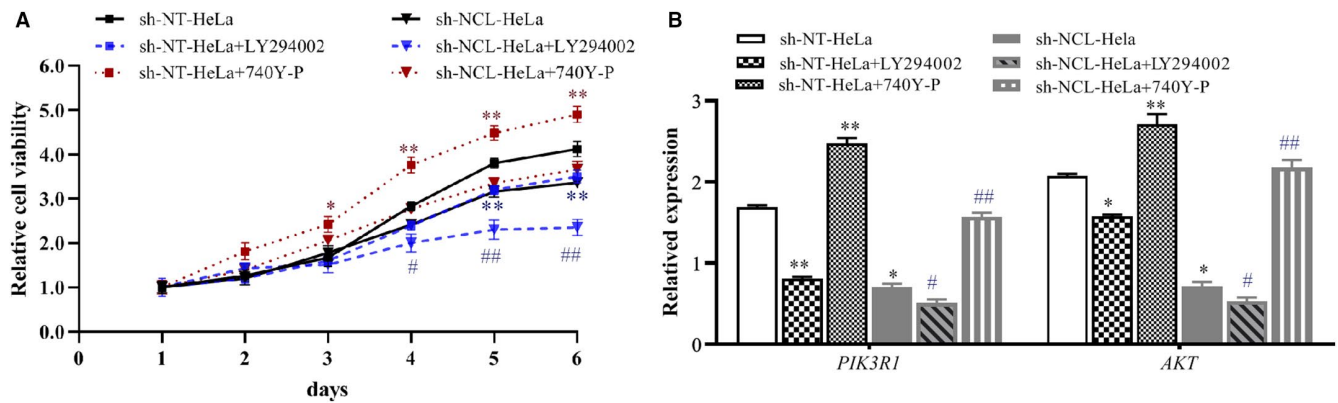 A
sh-NT-HeLa
sh-NCL-HeLa
sh-NT-HeLa+LY294002
sh-NCL-HeLa+LY294002
sh-NT-HeLa+740Y-P
sh-NCL-HeLa+740Y-P
6.0
5.0
4.0
3.0
2.0
1.0
0.0
Relative cell viability
*
**
**
**
**
**
#
##
##
0 1 2 3 4 5 6
days
B
sh-NT-HeLa
sh-NCL-Hela
sh-NT-HeLa+LY294002
sh-NCL-HeLa+LY294002
sh-NT-HeLa+740Y-P
sh-NCL-HeLa+740Y-P
3
2
1
0
Relatived expression
** ** * # ##
* ** * # ##
PIK3R1 AKT